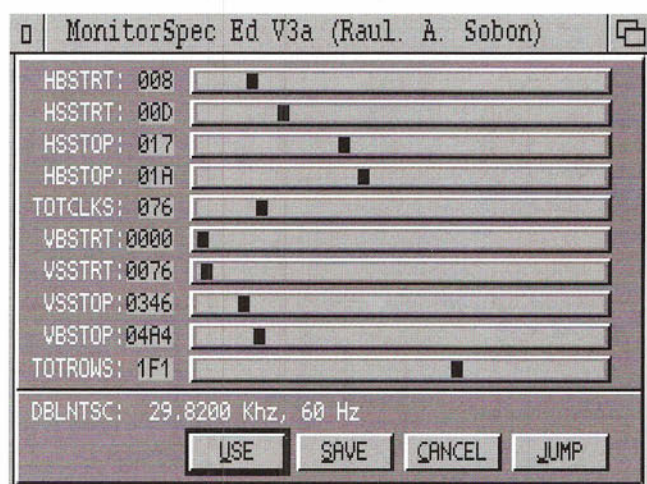 MonitorSpec Ed V3a (Raul. A. Sobon)
HBSTRT: 008
HSSTRT: 00D
HSSTOP: 017
HBSTOP: 01A
TOTCLKS: 076
VBSTRT:0000
VSSTRT:0076
VSSTOP:0346
VBSTOP:04A4
TOTROWS: 1F1
DBLNTSC: 29.8200 Khz, 60 Hz
USE SAVE CANCEL JUMP